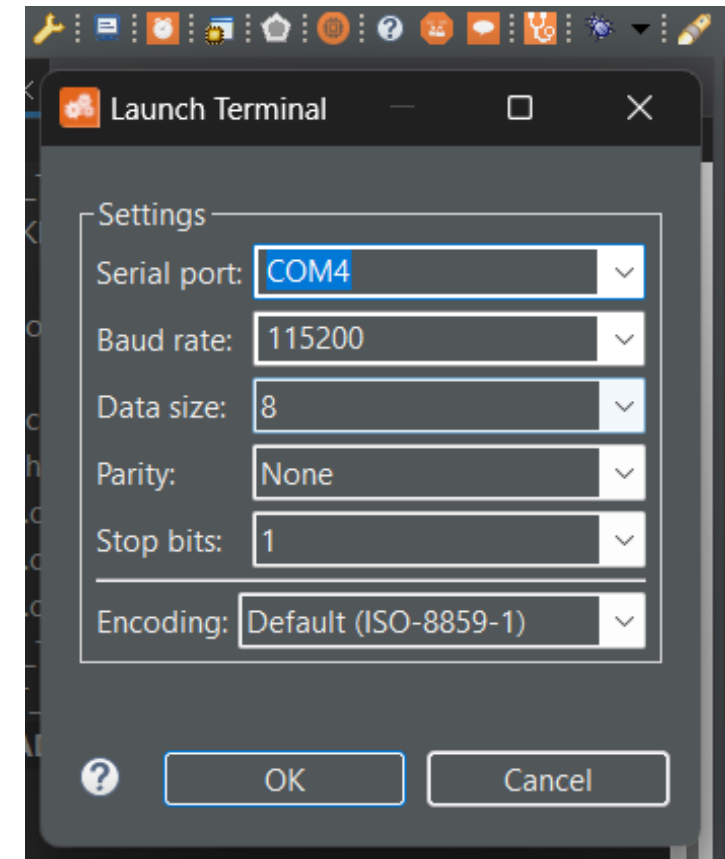 Launch Terminal
Settings
Serial port: COM4
Baud rate: 115200
Data size: 8
Parity: None
Stop bits: 1
Encoding: Default (ISO-8859-1)
OK Cancel